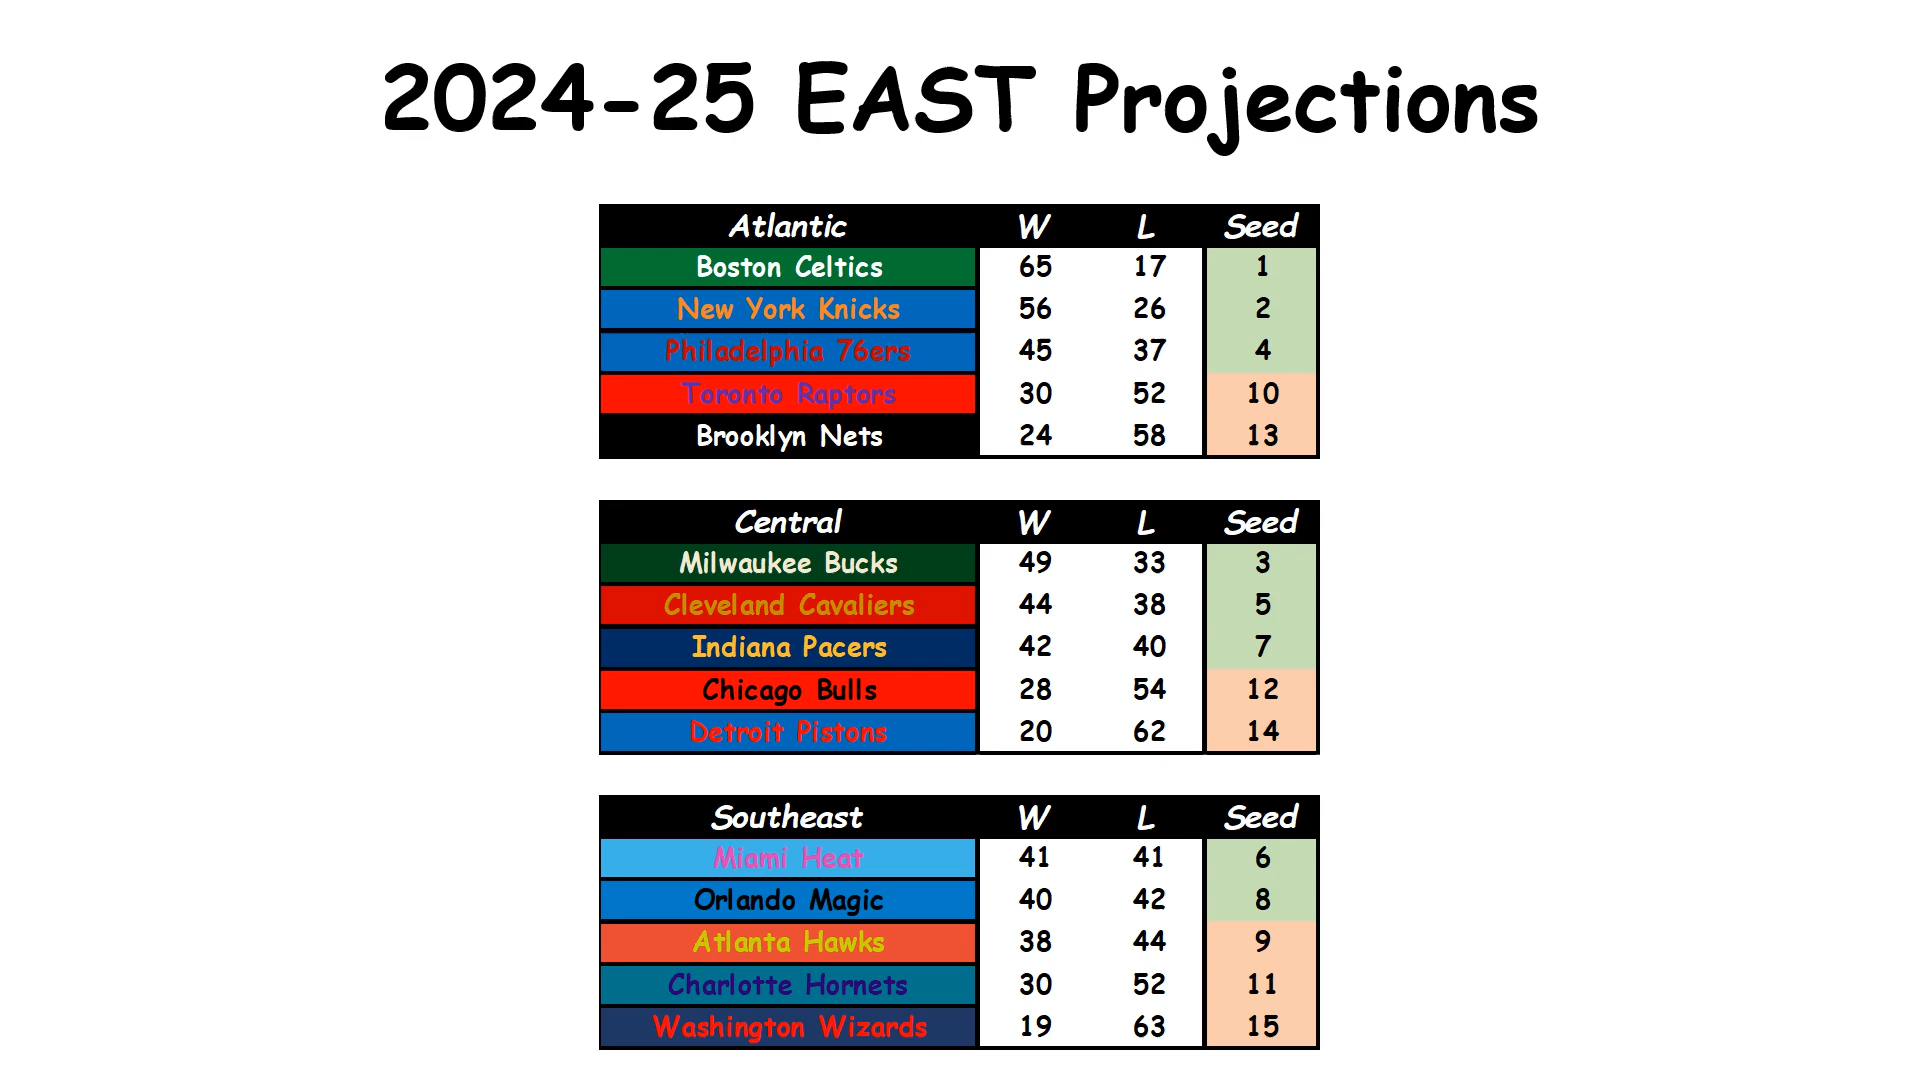 2024-25 EAST Projections
Atlantic W L Seed
Boston Celtics 65 17 1
New York Knicks 56 26 2
Philadelphia 76ers 45 37 4
Toronto Raptors 30 52 10
Brooklyn Nets 24 58 13
Central W L Seed
Milwaukee Bucks 49 33 3
Cleveland Cavaliers 44 38 5
Indiana Pacers 42 40 7
Chicago Bulls 28 54 12
Detroit Pistons 20 62 14
Southeast W L Seed
Miami Heat 41 41 6
Orlando Magic 40 42 8
Atlanta Hawks 38 44 9
Charlotte Hornets 30 52 11
Washington Wizards 19 63 15